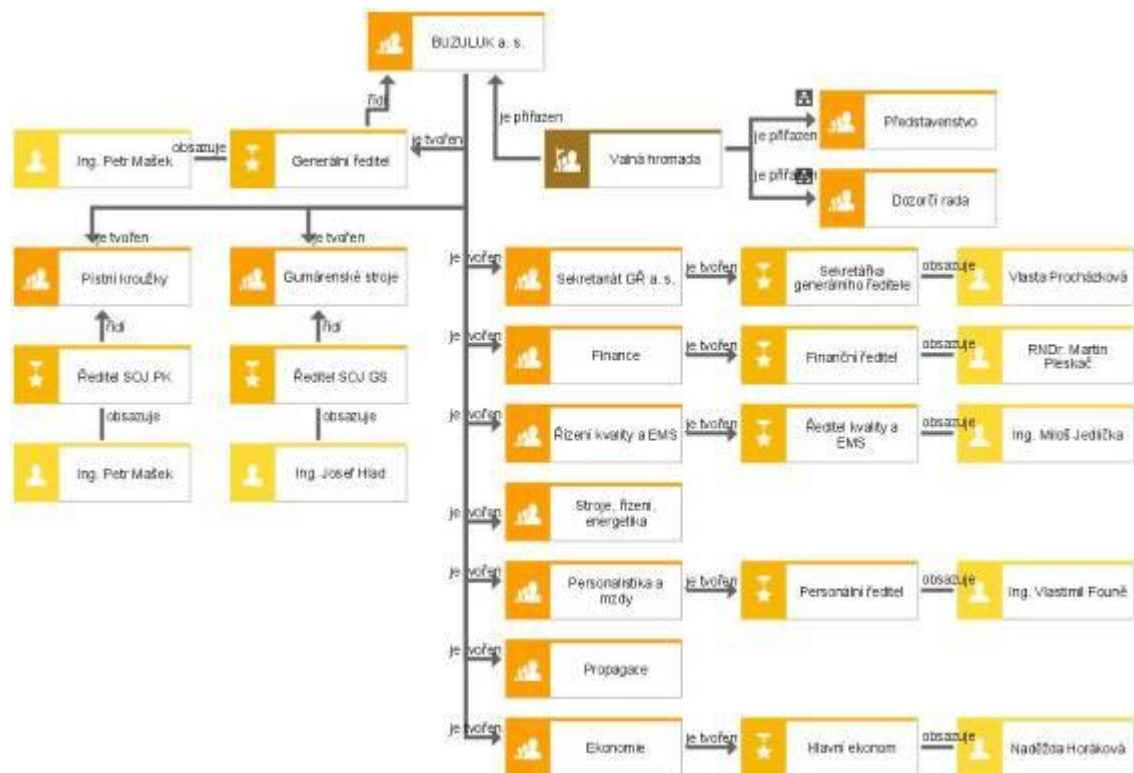 BUZULUK a. s.
řídí
je přiřazen
Představenstvo
je přiřazen
Ing. Petr Mašek
obsazuje
Generální ředitel
je tvořen
Valná hromada
je přiřazen
Dozorčí rada
je tvořen
je tvořen
Pístní kroužky
Gumárenské stroje
je tvořen
Sekretariát GŘ a. s.
je tvořen
Sekretářka
generálního ředitele
obsazuje
Vlasta Procházková
řídí
řídí
je tvořen
Finance
je tvořen
Finanční ředitel
obsazuje
RNDr. Martin
Pleskač
Ředitel SOJ PK
Ředitel SOJ GS
obsazuje
obsazuje
je tvořen
Řízení kvality a EMS
je tvořen
Ředitel kvality a
EMS
obsazuje
Ing. Miloš Jedlička
Ing. Petr Mašek
Ing. Josef Hlad
je tvořen
Stroje, řízení,
energetika
je tvořen
Personalistika a
mzdy
je tvořen
Personální ředitel
obsazuje
Ing. Vlastimil Founě
je tvořen
Propagace
je tvořen
Ekonomie
je tvořen
Hlavní ekonom
obsazuje
Naděžda Horáková